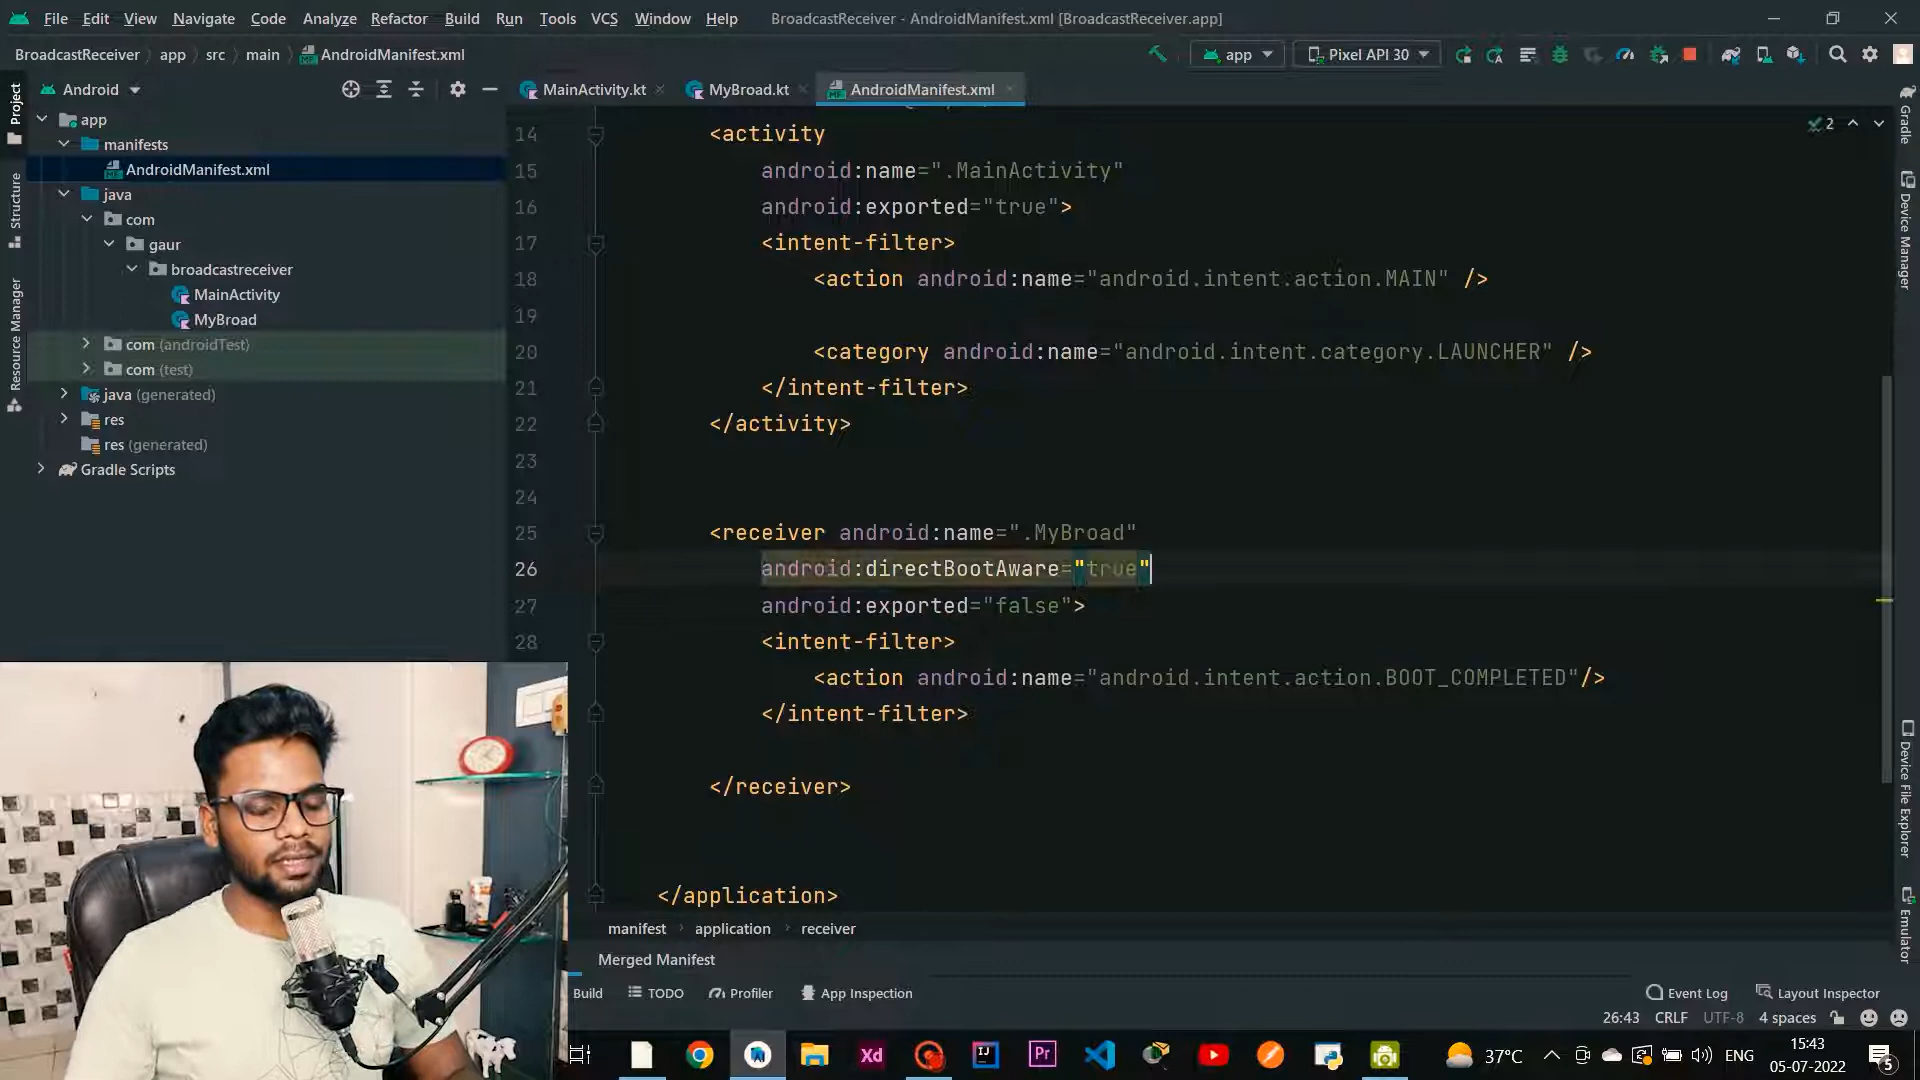 File Edit View Navigate Code Analyze Refactor Build Run Tools VCS Window Help BroadcastReceiver - AndroidManifest.xml [BroadcastReceiver.app]
BroadcastReceiver app src main AndroidManifest.xml app Pixel API 30
Project
Android
MainActivity.kt MyBroad.kt AndroidManifest.xml
app
manifests
AndroidManifest.xml
java
com
gaur
broadcastreceiver
MainActivity
MyBroad
com (androidTest)
com (test)
java (generated)
res
res (generated)
Gradle Scripts
Structure
Resource Manager
14 <activity
15 android:name=".MainActivity"
16 android:exported="true">
17 <intent-filter>
18 <action android:name="android.intent.action.MAIN" />
19
20 <category android:name="android.intent.category.LAUNCHER" />
21 </intent-filter>
22 </activity>
23
24
25 <receiver android:name=".MyBroad"
26 android:directBootAware="true"
27 android:exported="false">
28 <intent-filter>
<action android:name="android.intent.action.BOOT_COMPLETED"/>
</intent-filter>
</receiver>
</application>
2
Gradle
Device Manager
Device File Explorer
Emulator
manifest application receiver
Merged Manifest
Build TODO Profiler App Inspection Event Log Layout Inspector
26:43 CRLF UTF-8 4 spaces
Xd IJ Pr 37°C ENG 15:43
05-07-2022
5